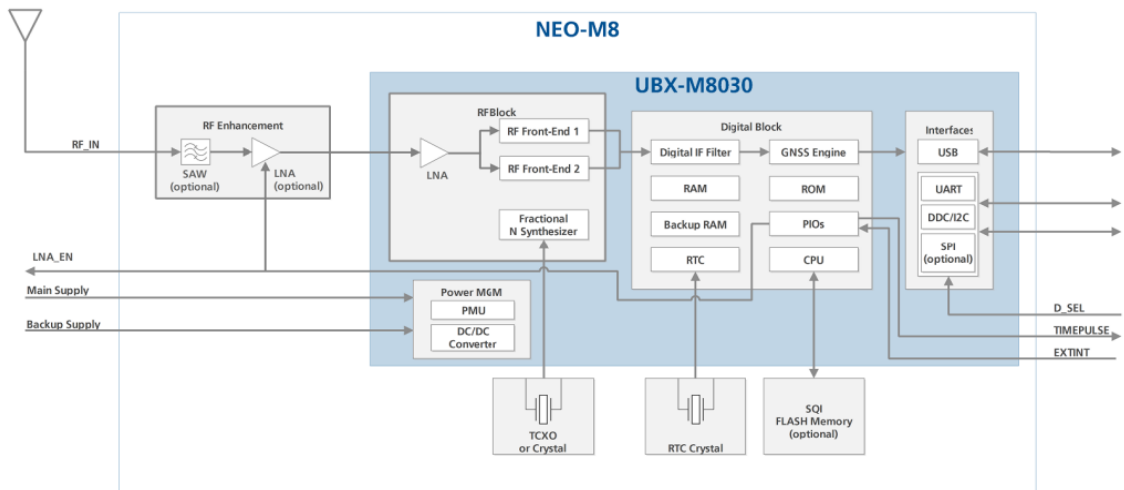 NEO-M8
UBX-M8030
RF Enhancement
RF_IN
SAW
(optional)
LNA
(optional)
RFBlock
LNA
RF Front-End 1
RF Front-End 2
Fractional
N Synthesizer
Digital Block
Digital IF Filter
GNSS Engine
RAM
ROM
Backup RAM
PIOs
RTC
CPU
Interfaces
USB
UART
DDC/I2C
SPI
(optional)
LNA_EN
Main Supply
Backup Supply
Power MGM
PMU
DC/DC
Converter
D_SEL
TIMEPULSE
EXTINT
TCXO
or Crystal
RTC Crystal
SQI
FLASH Memory
(optional)